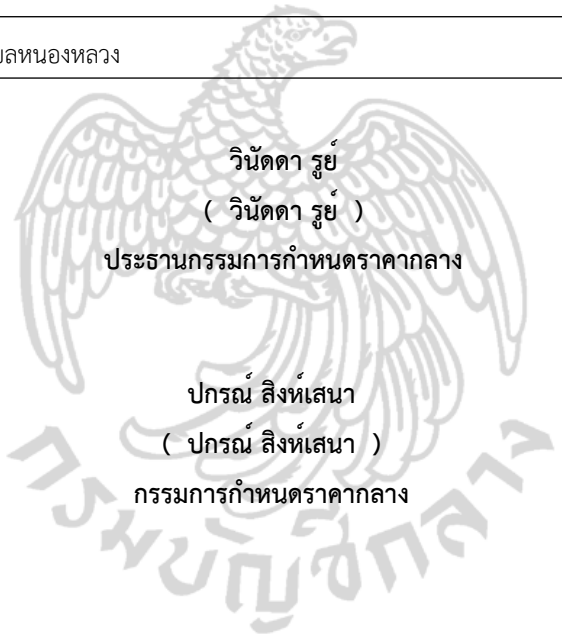 ลหนองหลวง
วินัดดา รูย์
( วินัดดา รูย์ )
ประธานกรรมการกำหนดราคากลาง
ปกรณ์ สิงห์เสนา
( ปกรณ์ สิงห์เสนา )
กรรมการกำหนดราคากลาง
กรมบัญชีกลาง